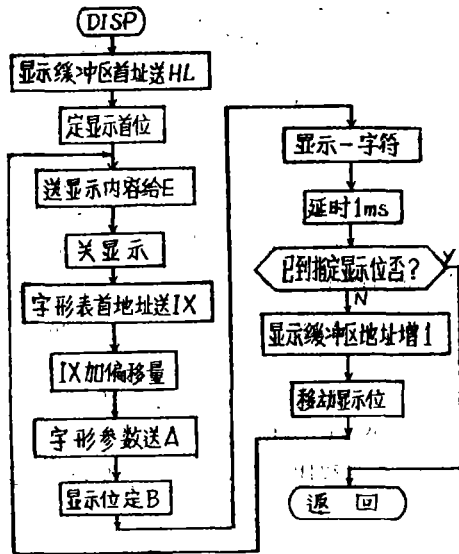 DISP
显示缓冲区首址送HL
定显示首位
送显示内容给E
关显示
字形表首地址送IX
IX加偏移量
字形参数送A
显示位定B
显示一字符
延时1ms
已到指定显示位否?
Y
N
显示缓冲区地址增1
移动显示位
返回